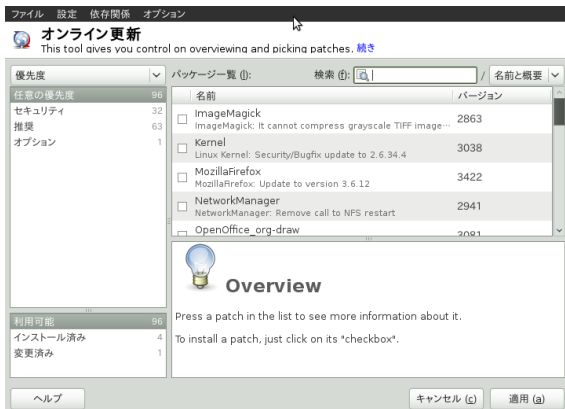 ファイル 設定 依存関係 オプション
オンライン更新
This tool gives you control on overviewing and picking patches. 続き
優先度
パッケージ一覧 (l): 検索 (f): / 名前と概要
任意の優先度 96
セキュリティ 32
推奨 63
オプション 1
名前 バージョン
ImageMagick 2863
ImageMagick: It cannot compress grayscale TIFF image···
Kernel 3038
Linux Kernel: Security/Bugfix update to 2.6.34.4
MozillaFirefox 3422
MozillaFirefox: Update to version 3.6.12
NetworkManager 2941
NetworkManager: Remove call to NFS restart
OpenOffice_org-draw 3081
Overview
Press a patch in the list to see more information about it.
To install a patch, just click on its "checkbox".
利用可能 96
インストール済み 4
変更済み 1
ヘルプ キャンセル (c) 適用 (a)